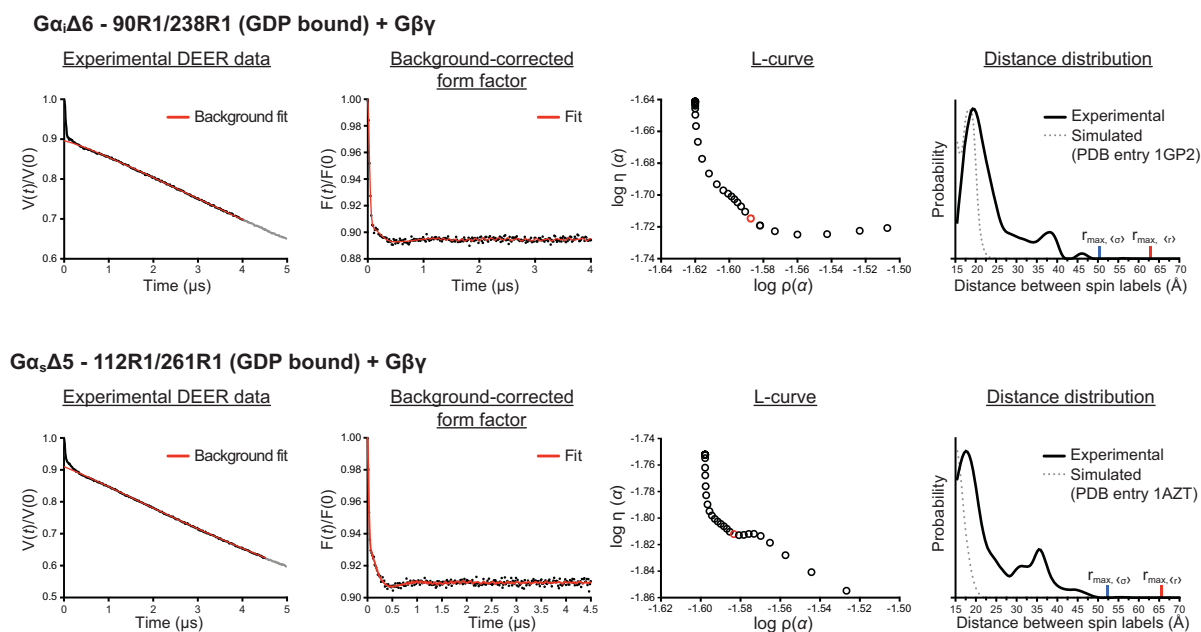 GαᵢΔ6 - 90R1/238R1 (GDP bound) + Gβγ
Experimental DEER data
Background-corrected
form factor
L-curve
Distance distribution
V(t)/V(0)
1.0
0.9
0.8
0.7
0.6
Background fit
0 1 2 3 4 5
Time (μs)
F(t)/F(0)
1.00
0.98
0.96
0.94
0.92
0.90
0.88
Fit
0 1 2 3 4
Time (μs)
log η (α)
-1.64
-1.66
-1.68
-1.70
-1.72
-1.74
-1.64 -1.62 -1.60 -1.58 -1.56 -1.54 -1.52 -1.50
log ρ(α)
Probability
Experimental
Simulated
(PDB entry 1GP2)
rmax, ⟨σ⟩ rmax, ⟨r⟩
15 20 25 30 35 40 45 50 55 60 65 70
Distance between spin labels (Å)
GαₛΔ5 - 112R1/261R1 (GDP bound) + Gβγ
Experimental DEER data
Background-corrected
form factor
L-curve
Distance distribution
V(t)/V(0)
1.0
0.9
0.8
0.7
0.6
0.5
Background fit
0 1 2 3 4 5
Time (μs)
F(t)/F(0)
1.00
0.98
0.96
0.94
0.92
0.90
Fit
0 0.5 1 1.5 2 2.5 3 3.5 4 4.5
Time (μs)
log η (α)
-1.74
-1.76
-1.78
-1.80
-1.82
-1.84
-1.86
-1.62 -1.60 -1.58 -1.56 -1.54 -1.52 -1.50
log ρ(α)
Probability
Experimental
Simulated
(PDB entry 1AZT)
rmax, ⟨σ⟩ rmax, ⟨r⟩
15 20 25 30 35 40 45 50 55 60 65 70
Distance between spin labels (Å)